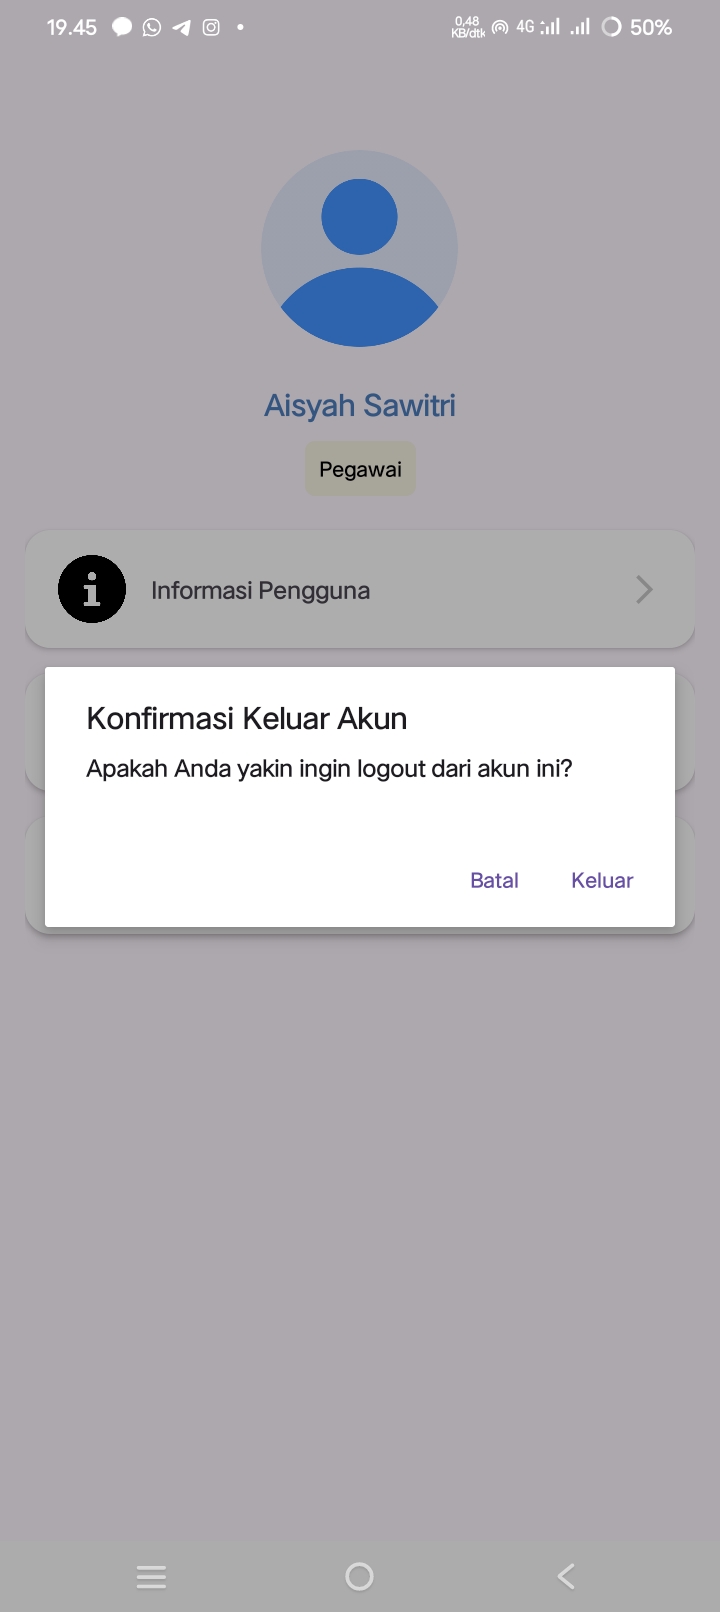 19.45
0,48
KB/dtk
4G
50%
Aisyah Sawitri
Pegawai
Informasi Pengguna
Konfirmasi Keluar Akun
Apakah Anda yakin ingin logout dari akun ini?
Batal
Keluar